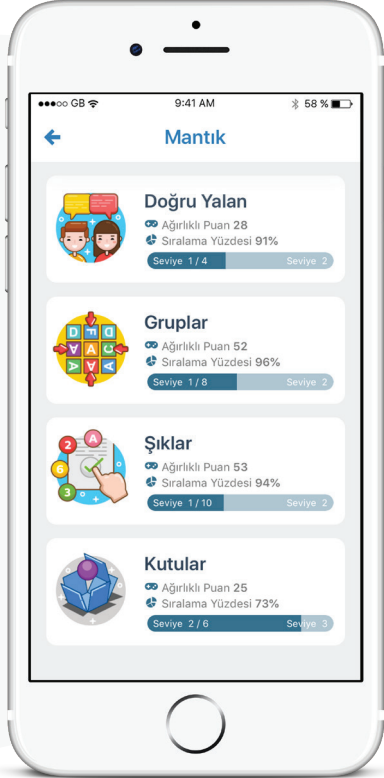 GB
9:41 AM
58 %
Mantık
Doğru Yalan
Ağırlıklı Puan 28
Sıralama Yüzdesi 91%
Seviye 1 / 4 Seviye 2
Gruplar
Ağırlıklı Puan 52
Sıralama Yüzdesi 96%
Seviye 1 / 8 Seviye 2
Şıklar
Ağırlıklı Puan 53
Sıralama Yüzdesi 94%
Seviye 1 / 10 Seviye 2
Kutular
Ağırlıklı Puan 25
Sıralama Yüzdesi 73%
Seviye 2 / 6 Seviye 3